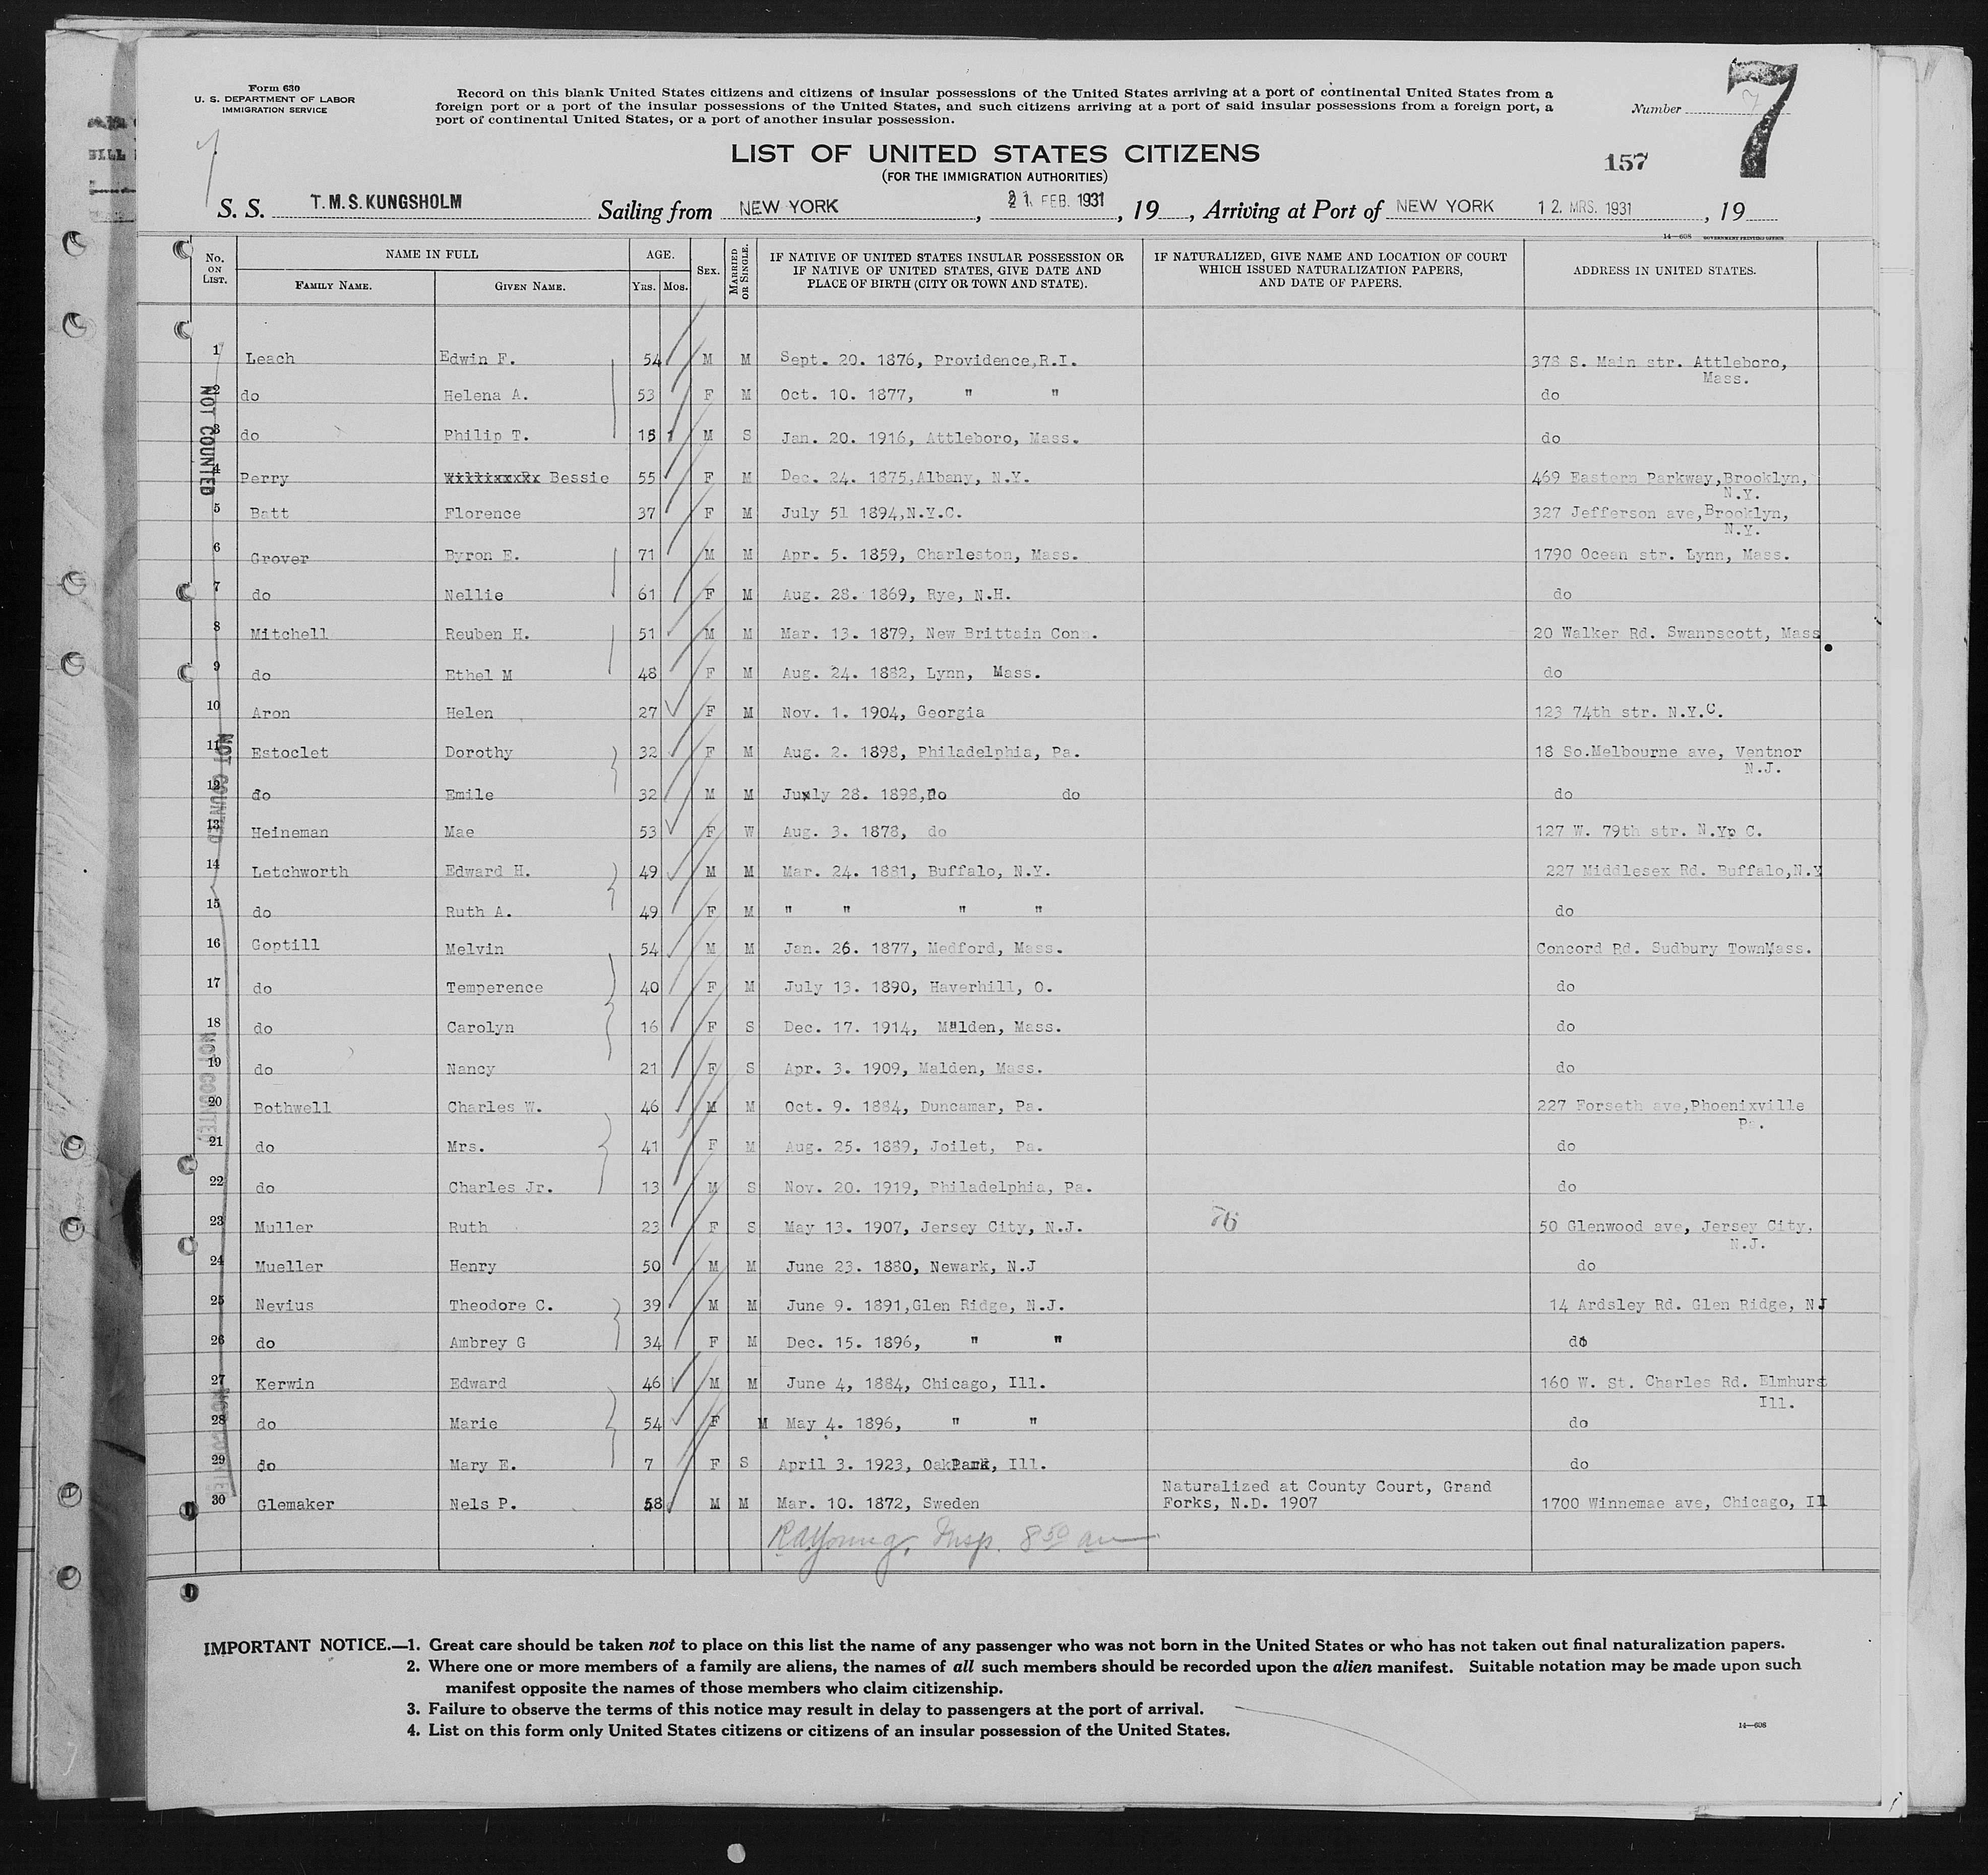 Form 630
U. S. DEPARTMENT OF LABOR
IMMIGRATION SERVICE
Record on this blank United States citizens and citizens of insular possessions of the United States arriving at a port of continental United States from a
foreign port or a port of the insular possessions of the United States, and such citizens arriving at a port of said insular possessions from a foreign port, a
port of continental United States, or a port of another insular possession.
Number 7
7
LIST OF UNITED STATES CITIZENS
(FOR THE IMMIGRATION AUTHORITIES)
157
S. S. T.M.S. KUNGSHOLM Sailing from NEW YORK, 21 FEB. 1931, 19, Arriving at Port of NEW YORK 12. MRS. 1931, 19
14—608 GOVERNMENT PRINTING OFFICE
No. ON LIST. NAME IN FULL FAMILY NAME. GIVEN NAME. AGE. YRS. MOS. SEX. MARRIED OR SINGLE. IF NATIVE OF UNITED STATES INSULAR POSSESSION OR IF NATIVE OF UNITED STATES, GIVE DATE AND PLACE OF BIRTH (CITY OR TOWN AND STATE). IF NATURALIZED, GIVE NAME AND LOCATION OF COURT WHICH ISSUED NATURALIZATION PAPERS, AND DATE OF PAPERS. ADDRESS IN UNITED STATES.
1 Leach Edwin F. 54 M M Sept. 20. 1876, Providence,R.I. 378 S. Main str. Attleboro,
Mass.
2 do Helena A. 53 F M Oct. 10. 1877, " " do
3 do Philip T. 15 1 M S Jan. 20. 1916, Attleboro, Mass. do
4 Perry Bessie 55 F M Dec. 24. 1875,Albany, N.Y. 469 Eastern Parkway,Brooklyn,
N.Y.
5 Batt Florence 37 F M July 51 1894,N.Y.C. 327 Jefferson ave,Brooklyn,
N.Y.
6 Grover Byron E. 71 M M Apr. 5. 1859, Charleston, Mass. 1790 Ocean str. Lynn, Mass.
7 do Nellie 61 F M Aug. 28. 1869, Rye, N.H. do
8 Mitchell Reuben H. 51 M M Mar. 13. 1879, New Brittain Conn. 20 Walker Rd. Swanpscott, Mass
9 do Ethel M 48 F M Aug. 24. 1882, Lynn, Mass. do
10 Aron Helen 27 F M Nov. 1. 1904, Georgia 123 74th str. N.Y.C.
11 Estoclet Dorothy 32 F M Aug. 2. 1898, Philadelphia, Pa. 18 So.Melbourne ave, Ventnor
N.J.
12 do Emile 32 M M Juxly 28. 1898,do do do
13 Heineman Mae 53 F W Aug. 3. 1878, do 127 W. 79th str. N.Yp C.
14 Letchworth Edward H. 49 M M Mar. 24. 1881, Buffalo, N.Y. 227 Middlesex Rd. Buffalo,N.Y
15 do Ruth A. 49 F M " " " " do
16 Goptill Melvin 54 M M Jan. 26. 1877, Medford, Mass. Concord Rd. Sudbury Town,Mass.
17 do Temperence 40 F M July 13. 1890, Haverhill, O. do
18 do Carolyn 16 F S Dec. 17. 1914, Malden, Mass. do
19 do Nancy 21 F S Apr. 3. 1909, Malden, Mass. do
20 Bothwell Charles W. 46 M M Oct. 9. 1884, Duncamar, Pa. 227 Forseth ave,Phoenixville
Pa.
21 do Mrs. 41 F M Aug. 25. 1889, Joilet, Pa. do
22 do Charles Jr. 13 M S Nov. 20. 1919, Philadelphia, Pa. do
23 Muller Ruth 23 F S May 13. 1907, Jersey City, N.J. 76 50 Glenwood ave, Jersey City,
N.J.
24 Mueller Henry 50 M M June 23. 1880, Newark, N.J do
25 Nevius Theodore C. 39 M M June 9. 1891,Glen Ridge, N.J. 14 Ardsley Rd. Glen Ridge, NJ
26 do Ambrey G 34 F M Dec. 15. 1896, " " do
27 Kerwin Edward 46 M M June 4, 1884, Chicago, Ill. 160 W. St. Charles Rd. Elmhurst
Ill.
28 do Marie 54 F M May 4. 1896, " " do
29 do Mary E. 7 F S April 3. 1923, Oak Park, Ill. do
30 Glemaker Nels P. 58 M M Mar. 10. 1872, Sweden Naturalized at County Court, Grand
Forks, N.D. 1907 1700 Winnemae ave, Chicago, Il
NOT COUNTED
NOT COUNTED
NOT COUNTED
NOT COUNTED
R A Young, Insp. 8 50 am
IMPORTANT NOTICE.—1. Great care should be taken not to place on this list the name of any passenger who was not born in the United States or who has not taken out final naturalization papers.
2. Where one or more members of a family are aliens, the names of all such members should be recorded upon the alien manifest. Suitable notation may be made upon such
manifest opposite the names of those members who claim citizenship.
3. Failure to observe the terms of this notice may result in delay to passengers at the port of arrival.
4. List on this form only United States citizens or citizens of an insular possession of the United States.
14—608